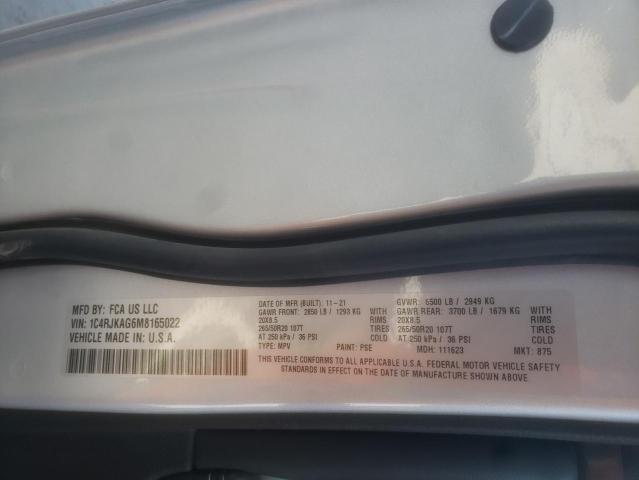 MFD BY: FCA US LLC
VIN: 1C4RJKAG6M8165022
VEHICLE MADE IN: U.S.A.
DATE OF MFR (BUILT): 11-21
GAWR FRONT: 2850 LB / 1293 KG
20X8.5 RIMS
265/50R20 107T
AT 250 kPa / 36 PSI COLD
TYPE: MPV PAINT: PSE
GVWR: 6500 LB / 2949 KG
GAWR REAR: 3700 LB / 1679 KG
20X8.5 RIMS
265/50R20 107T
AT 250 kPa / 36 PSI COLD
MDH: 111623 MKT: 875
THIS VEHICLE CONFORMS TO ALL APPLICABLE U.S.A. FEDERAL MOTOR VEHICLE SAFETY
STANDARDS IN EFFECT ON THE DATE OF MANUFACTURE SHOWN ABOVE.